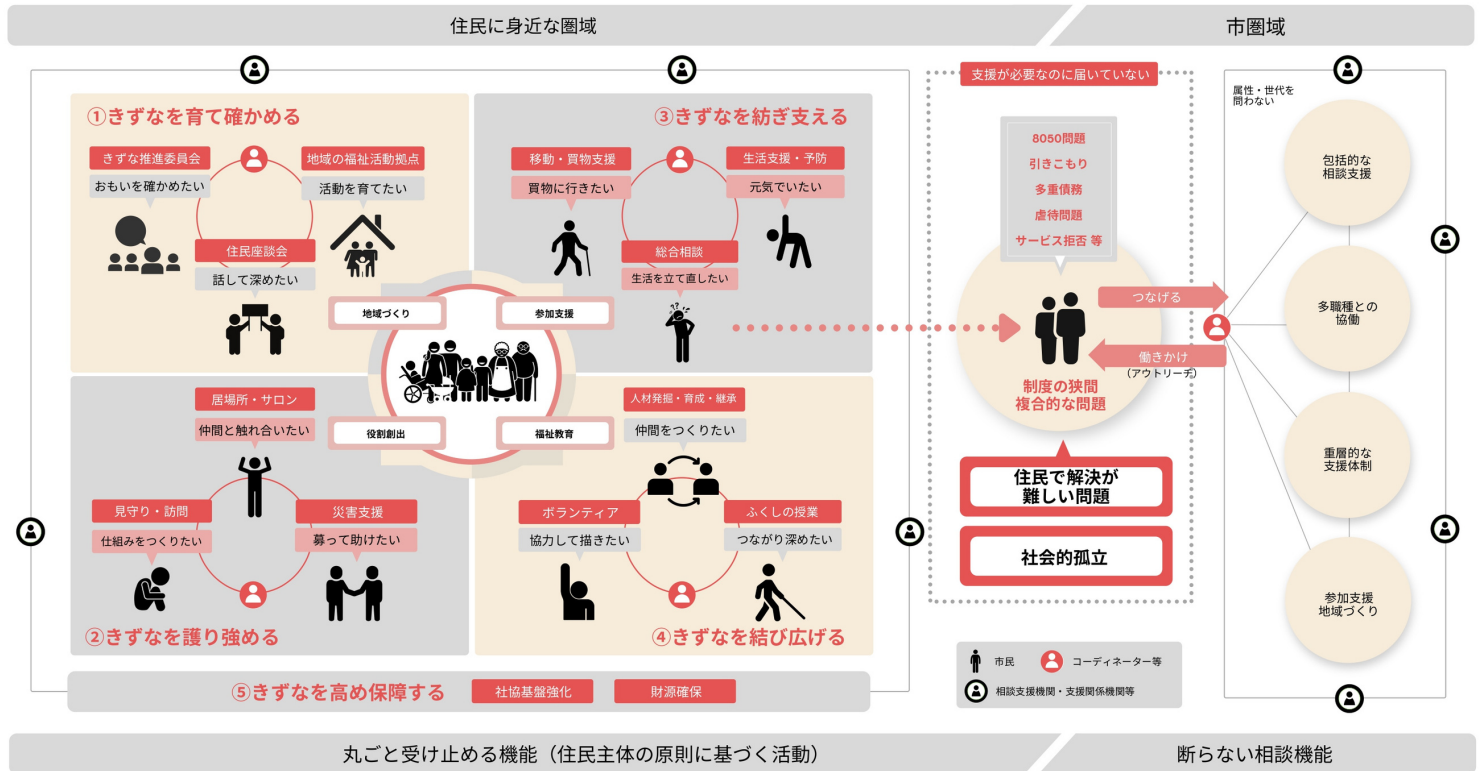 住民に身近な圏域
市圏域
①きずなを育て確かめる
きずな推進委員会
おもいを確かめたい
地域の福祉活動拠点
活動を育てたい
住民座談会
話して深めたい
③きずなを紡ぎ支える
移動・買物支援
買物に行きたい
生活支援・予防
元気でいたい
総合相談
生活を立て直したい
??
地域づくり
参加支援
役割創出
福祉教育
居場所・サロン
仲間と触れ合いたい
見守り・訪問
仕組みをつくりたい
災害支援
募って助けたい
②きずなを護り強める
人材発掘・育成・継承
仲間をつくりたい
ボランティア
協力して描きたい
ふくしの授業
つながり深めたい
④きずなを結び広げる
⑤きずなを高め保障する
社協基盤強化
財源確保
支援が必要なのに届いていない
8050問題
引きこもり
多重債務
虐待問題
サービス拒否 等
制度の狭間
複合的な問題
つなげる
働きかけ
（アウトリーチ）
住民で解決が
難しい問題
社会的孤立
市民
コーディネーター等
相談支援機関・支援関係機関等
属性・世代を
問わない
包括的な
相談支援
多職種との
協働
重層的な
支援体制
参加支援
地域づくり
丸ごと受け止める機能（住民主体の原則に基づく活動）
断らない相談機能